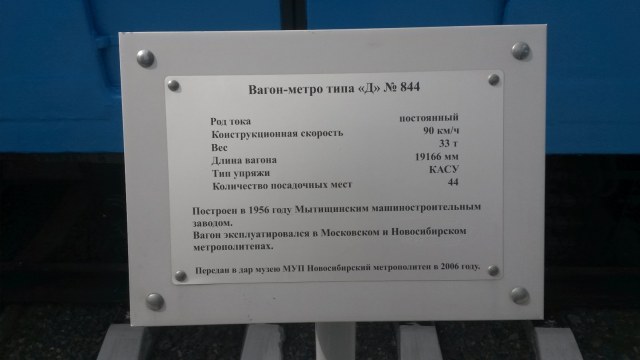 Вагон-метро типа «Д» № 844
Род тока постоянный
Конструкционная скорость 90 км/ч
Вес 33 т
Длина вагона 19166 мм
Тип упряжи КАСУ
Количество посадочных мест 44
Построен в 1956 году Мытищинским машиностроительным
заводом.
Вагон эксплуатировался в Московском и Новосибирском
метрополитенах.
Передан в дар музею МУП Новосибирский метрополитен в 2006 году.